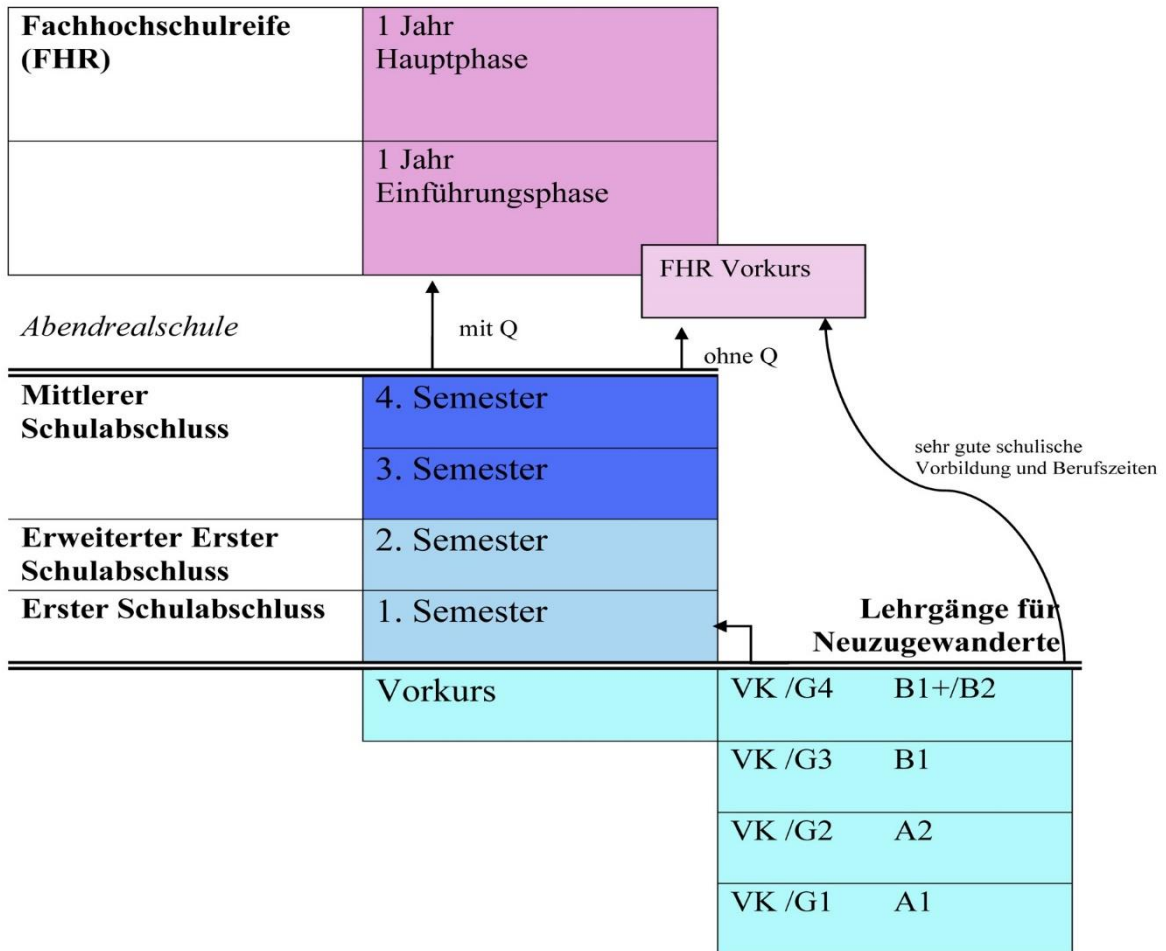 Fachhochschulreife
(FHR)
1 Jahr
Hauptphase
1 Jahr
Einführungsphase
FHR Vorkurs
Abendrealschule
mit Q
ohne Q
Mittlerer
Schulabschluss
4. Semester
3. Semester
sehr gute schulische
Vorbildung und Berufszeiten
Erweiterter Erster
Schulabschluss
2. Semester
Erster Schulabschluss
1. Semester
Lehrgänge für
Neuzugewanderte
Vorkurs
VK /G4 B1+/B2
VK /G3 B1
VK /G2 A2
VK /G1 A1